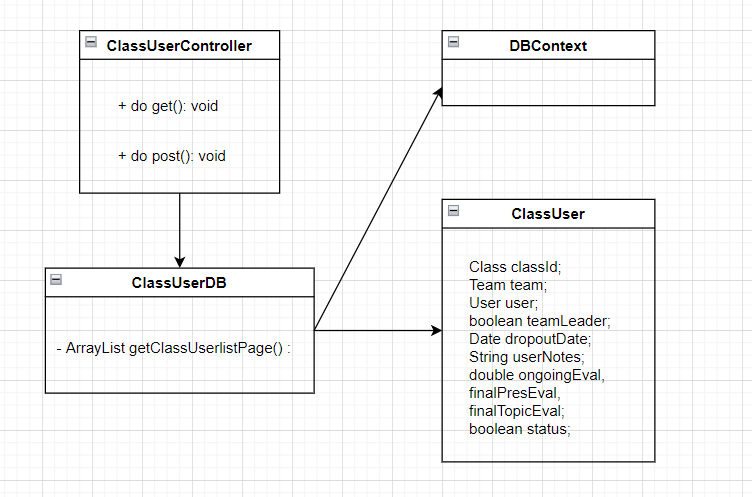 ClassUserController
+ do get(): void
+ do post(): void
DBContext
ClassUserDB
- ArrayList getClassUserlistPage() :
ClassUser
Class classId;
Team team;
User user;
boolean teamLeader;
Date dropoutDate;
String userNotes;
double ongoingEval,
finalPresEval,
finalTopicEval;
boolean status;